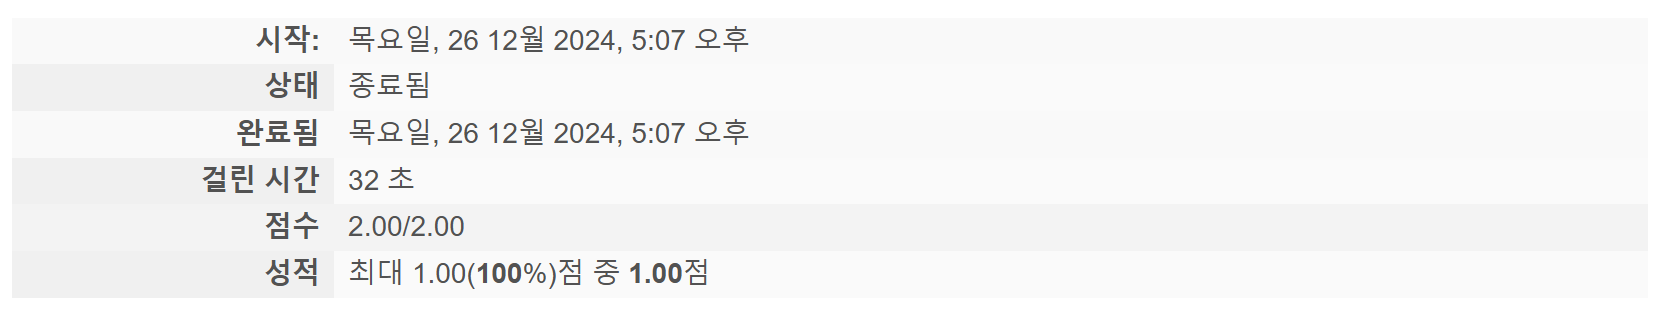 시작: 목요일, 26 12월 2024, 5:07 오후
상태 종료됨
완료됨 목요일, 26 12월 2024, 5:07 오후
걸린 시간 32 초
점수 2.00/2.00
성적 최대 1.00(100%)점 중 1.00점